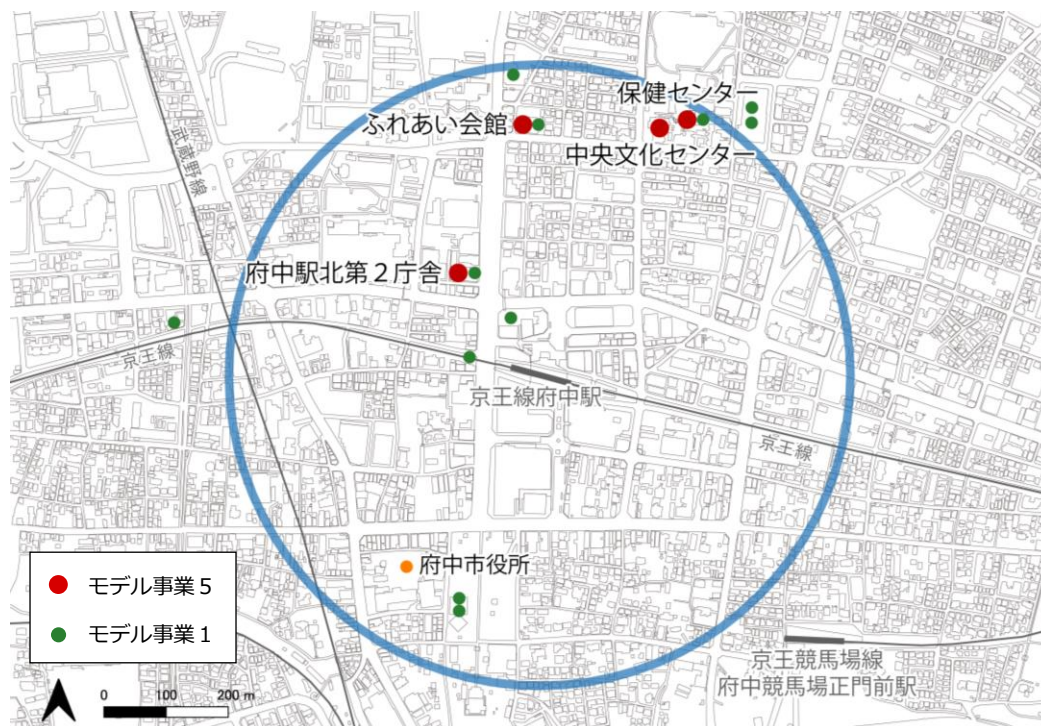 保健センター
ふれあい会館
中央文化センター
武蔵野線
府中駅北第２庁舎
京王線
京王線府中駅
京王線
府中市役所
モデル事業５
モデル事業１
京王競馬場線
府中競馬場正門前駅
0 100 200 m